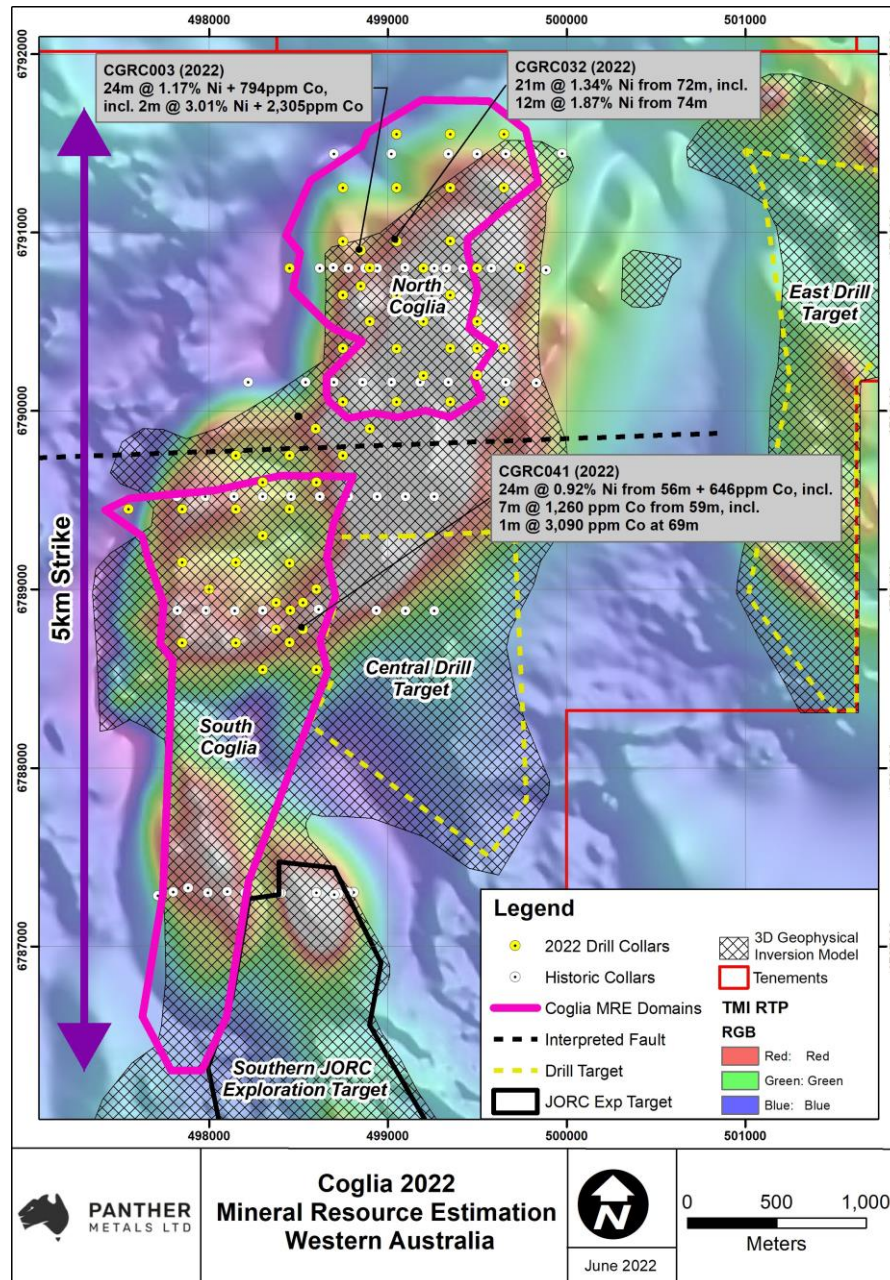 498000 499000 500000 501000
6792000
6791000
6790000
6789000
6788000
6787000
CGRC003 (2022)
24m @ 1.17% Ni + 794ppm Co,
incl. 2m @ 3.01% Ni + 2,305ppm Co
CGRC032 (2022)
21m @ 1.34% Ni from 72m, incl.
12m @ 1.87% Ni from 74m
North
Coglia
East Drill
Target
CGRC041 (2022)
24m @ 0.92% Ni from 56m + 646ppm Co, incl.
7m @ 1,260 ppm Co from 59m, incl.
1m @ 3,090 ppm Co at 69m
5km Strike
Central Drill
Target
South
Coglia
Southern JORC
Exploration Target
Legend
2022 Drill Collars
Historic Collars
Coglia MRE Domains
Interpreted Fault
Drill Target
JORC Exp Target
3D Geophysical
Inversion Model
Tenements
TMI RTP
RGB
Red: Red
Green: Green
Blue: Blue
498000 499000 500000 501000
PANTHER
METALS LTD
Coglia 2022
Mineral Resource Estimation
Western Australia
N
June 2022
0 500 1,000
Meters